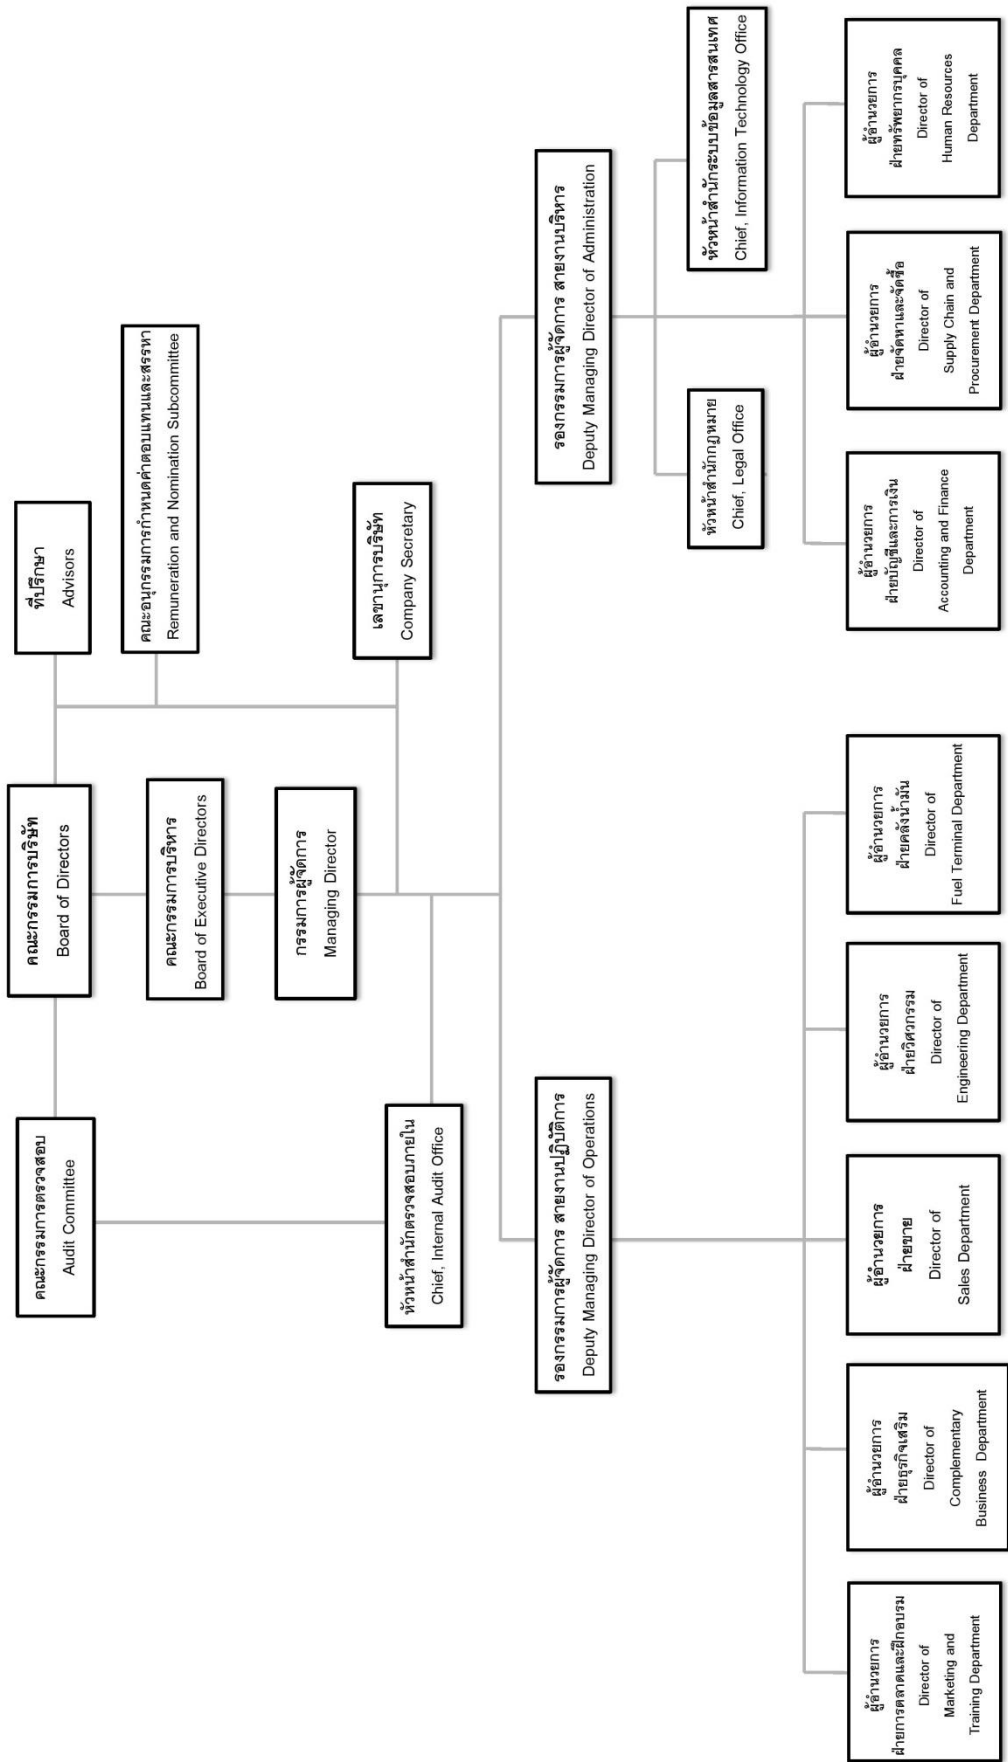 คณะกรรมการบริษัท
Board of Directors
ที่ปรึกษา
Advisors
คณะกรรมการตรวจสอบ
Audit Committee
คณะอนุกรรมการกำหนดค่าตอบแทนและสรรหา
Remuneration and Nomination Subcommittee
คณะกรรมการบริหาร
Board of Executive Directors
กรรมการผู้จัดการ
Managing Director
เลขานุการบริษัท
Company Secretary
หัวหน้าสำนักตรวจสอบภายใน
Chief, Internal Audit Office
รองกรรมการผู้จัดการ สายงานปฏิบัติการ
Deputy Managing Director of Operations
รองกรรมการผู้จัดการ สายงานบริหาร
Deputy Managing Director of Administration
หัวหน้าสำนักกฎหมาย
Chief, Legal Office
หัวหน้าสำนักระบบข้อมูลสารสนเทศ
Chief, Information Technology Office
ผู้อำนวยการ
ฝ่ายการตลาดและฝึกอบรม
Director of
Marketing and
Training Department
ผู้อำนวยการ
ฝ่ายธุรกิจเสริม
Director of
Complementary
Business Department
ผู้อำนวยการ
ฝ่ายขาย
Director of
Sales Department
ผู้อำนวยการ
ฝ่ายวิศวกรรม
Director of
Engineering Department
ผู้อำนวยการ
ฝ่ายคลังน้ำมัน
Director of
Fuel Terminal Department
ผู้อำนวยการ
ฝ่ายบัญชีและการเงิน
Director of
Accounting and Finance
Department
ผู้อำนวยการ
ฝ่ายจัดหาและจัดซื้อ
Director of
Supply Chain and
Procurement Department
ผู้อำนวยการ
ฝ่ายทรัพยากรบุคคล
Director of
Human Resources
Department